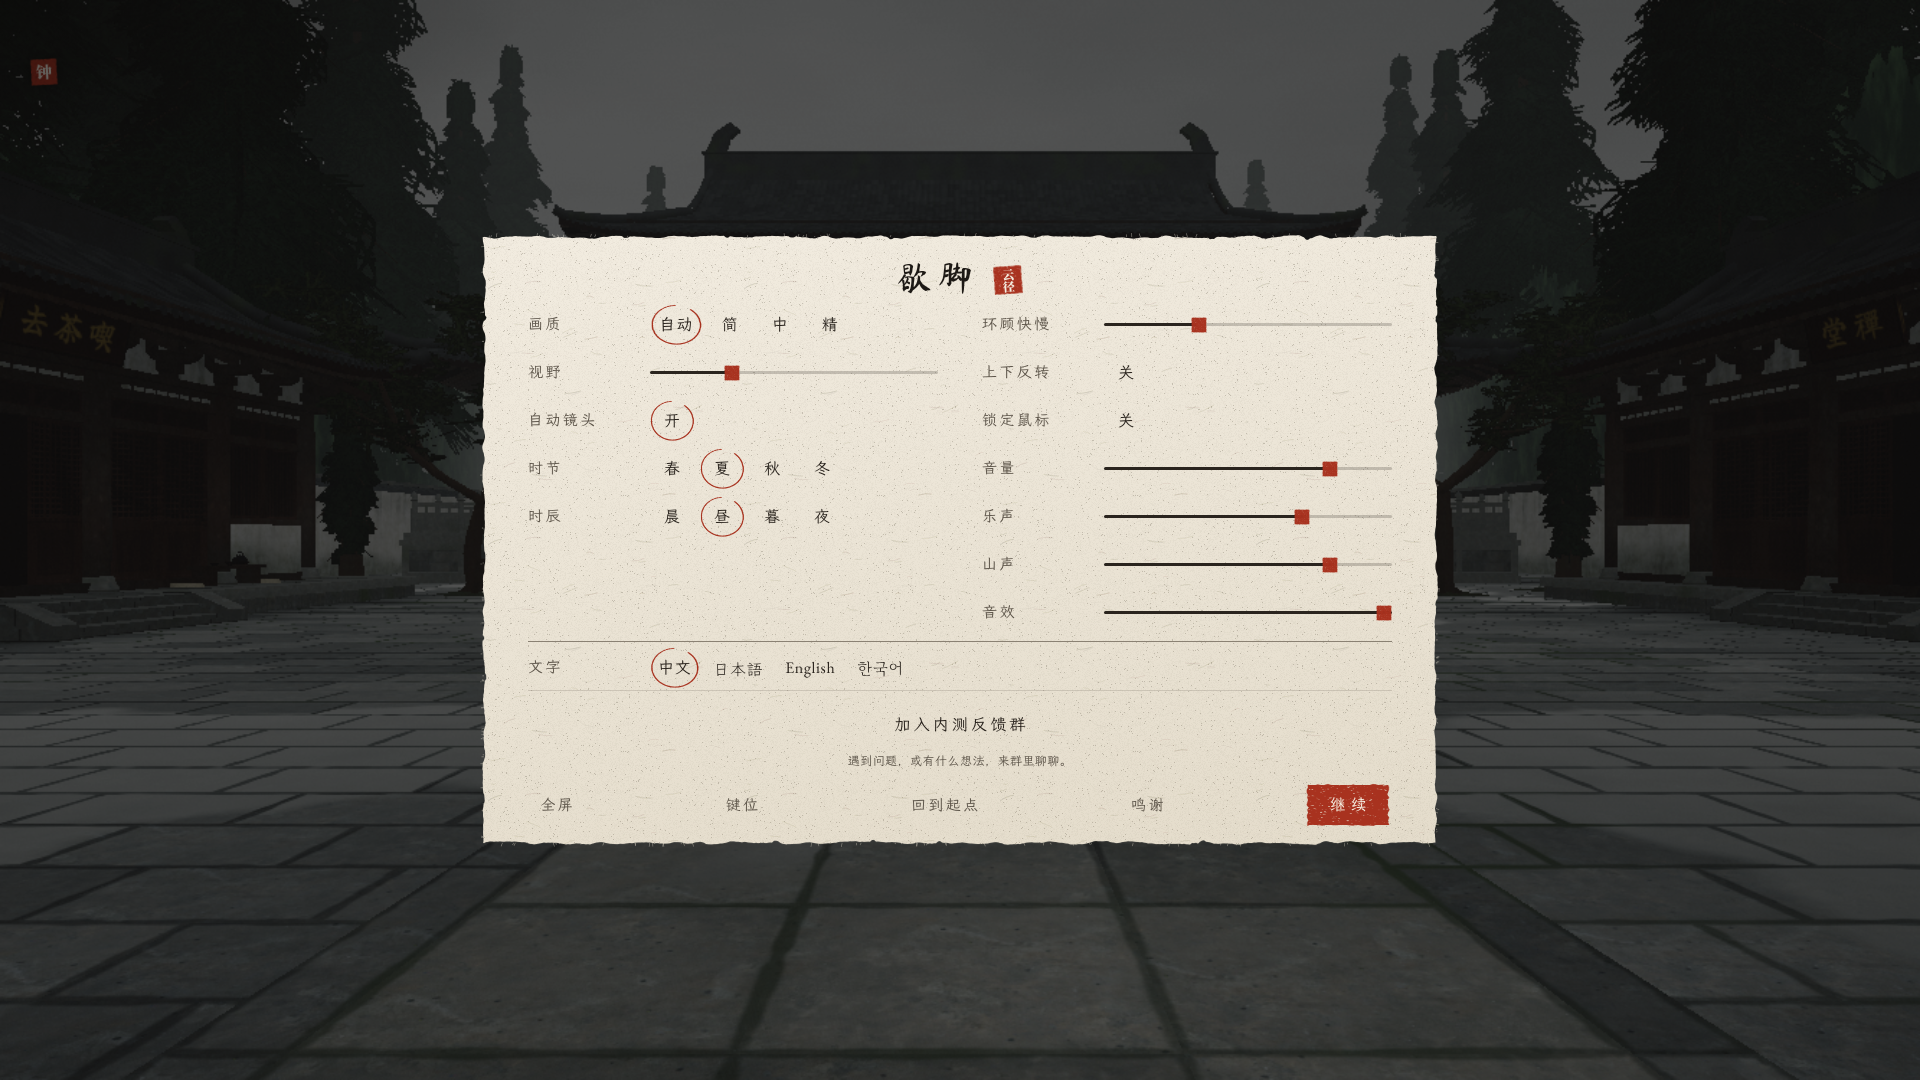 钟
去茶喫
堂禪
歇脚
云径
画质 自动 简 中 精
视野
自动镜头 开
时节 春 夏 秋 冬
时辰 晨 昼 暮 夜
环顾快慢
上下反转 关
锁定鼠标 关
音量
乐声
山声
音效
文字 中文 日本語 English 한국어
加入内测反馈群
遇到问题，或有什么想法，来群里聊聊。
全屏 键位 回到起点 鸣谢 继续